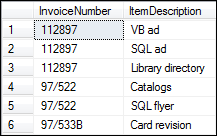 InvoiceNumber ItemDescription
1 112897 VB ad
2 112897 SQL ad
3 112897 Library directory
4 97/522 Catalogs
5 97/522 SQL flyer
6 97/533B Card revision